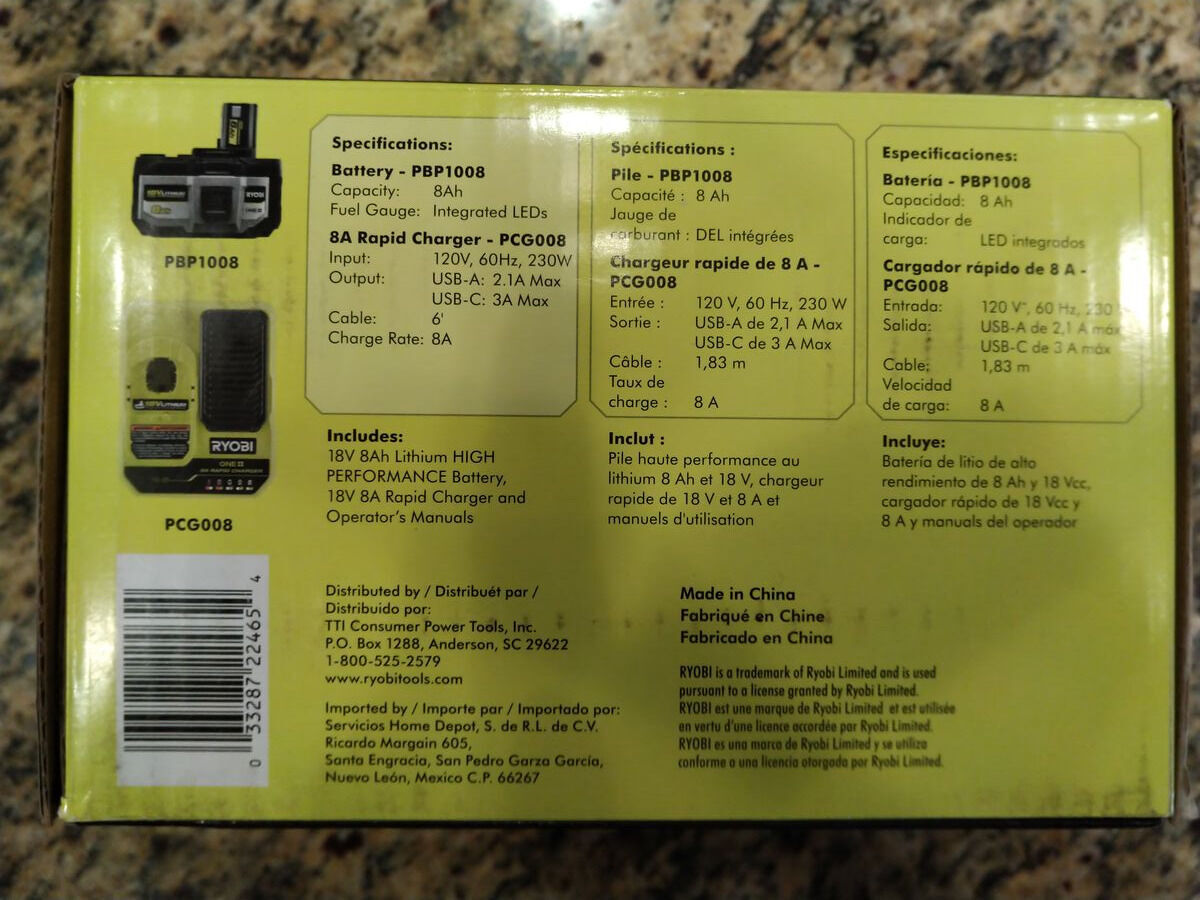 PBP1008
RYOBI
PCG008
0 33287 22465 4
Specifications:
Battery - PBP1008
Capacity: 8Ah
Fuel Gauge: Integrated LEDs
8A Rapid Charger - PCG008
Input: 120V, 60Hz, 230W
Output: USB-A: 2.1A Max
USB-C: 3A Max
Cable: 6'
Charge Rate: 8A
Includes:
18V 8Ah Lithium HIGH
PERFORMANCE Battery,
18V 8A Rapid Charger and
Operator's Manuals
Spécifications :
Pile - PBP1008
Capacité : 8 Ah
Jauge de
carburant : DEL intégrées
Chargeur rapide de 8 A -
PCG008
Entrée : 120 V, 60 Hz, 230 W
Sortie : USB-A de 2,1 A Max
USB-C de 3 A Max
Câble : 1,83 m
Taux de
charge : 8 A
Inclut :
Pile haute performance au
lithium 8 Ah et 18 V, chargeur
rapide de 18 V et 8 A et
manuels d'utilisation
Especificaciones:
Batería - PBP1008
Capacidad: 8 Ah
Indicador de
carga: LED integrados
Cargador rápido de 8 A -
PCG008
Entrada: 120 V~, 60 Hz, 230
Salida: USB-A de 2,1 A máx
USB-C de 3 A máx
Cable: 1,83 m
Velocidad
de carga: 8 A
Incluye:
Batería de litio de alto
rendimiento de 8 Ah y 18 Vcc,
cargador rápido de 18 Vcc y
8 A y manuals del operador
Distributed by / Distribuét par /
Distribuido por:
TTI Consumer Power Tools, Inc.
P.O. Box 1288, Anderson, SC 29622
1-800-525-2579
www.ryobitools.com
Imported by / Importe par / Importado por:
Servicios Home Depot, S. de R.L. de C.V.
Ricardo Margain 605,
Santa Engracia, San Pedro Garza García,
Nuevo León, Mexico C.P. 66267
Made in China
Fabriqué en Chine
Fabricado en China
RYOBI is a trademark of Ryobi Limited and is used
pursuant to a license granted by Ryobi Limited.
RYOBI est une marque de Ryobi Limited et est utilisée
en vertu d'une licence accordée par Ryobi Limited.
RYOBI es una marca de Ryobi Limited y se utiliza
conforme a una licencia otorgada por Ryobi Limited.